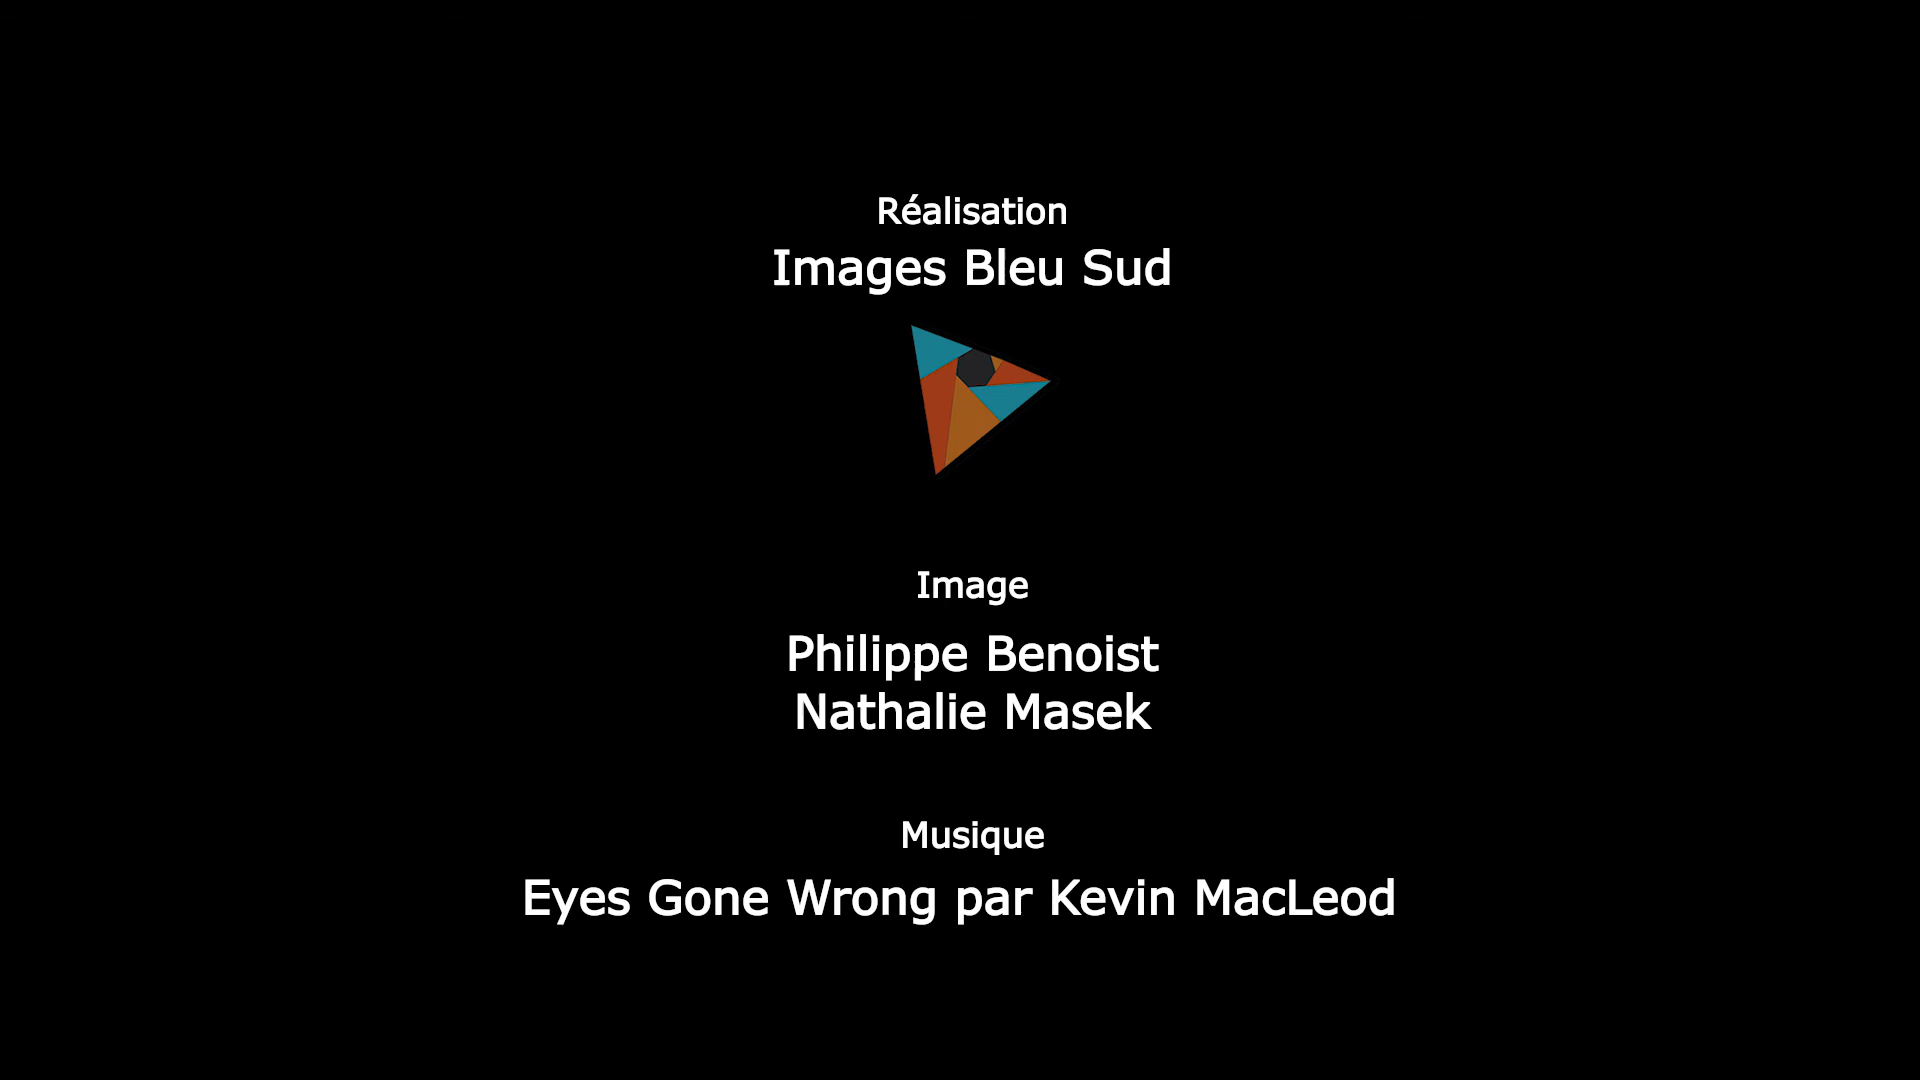 Réalisation
Images Bleu Sud
Image
Philippe Benoist
Nathalie Masek
Musique
Eyes Gone Wrong par Kevin MacLeod